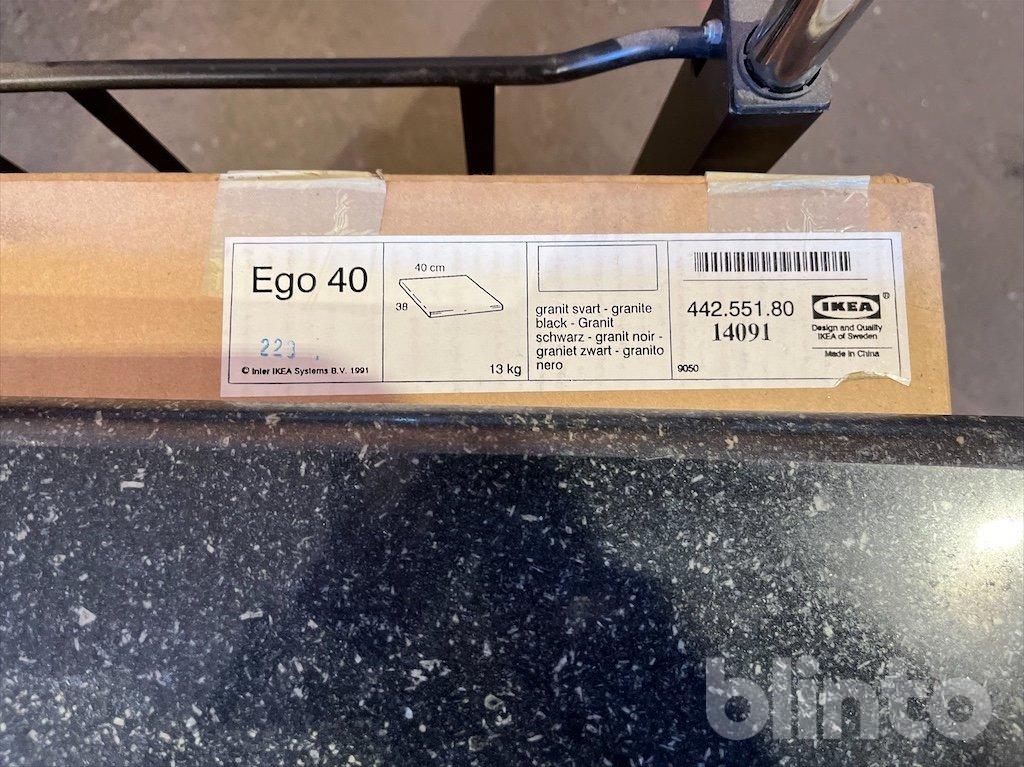 Ego 40
229
© Inter IKEA Systems B.V. 1991
40 cm
38
13 kg
granit svart - granite
black - Granit
schwarz - granit noir -
graniet zwart - granito
nero
442.551.80
14091
9050
IKEA®
Design and Quality
IKEA of Sweden
Made in China
blinto